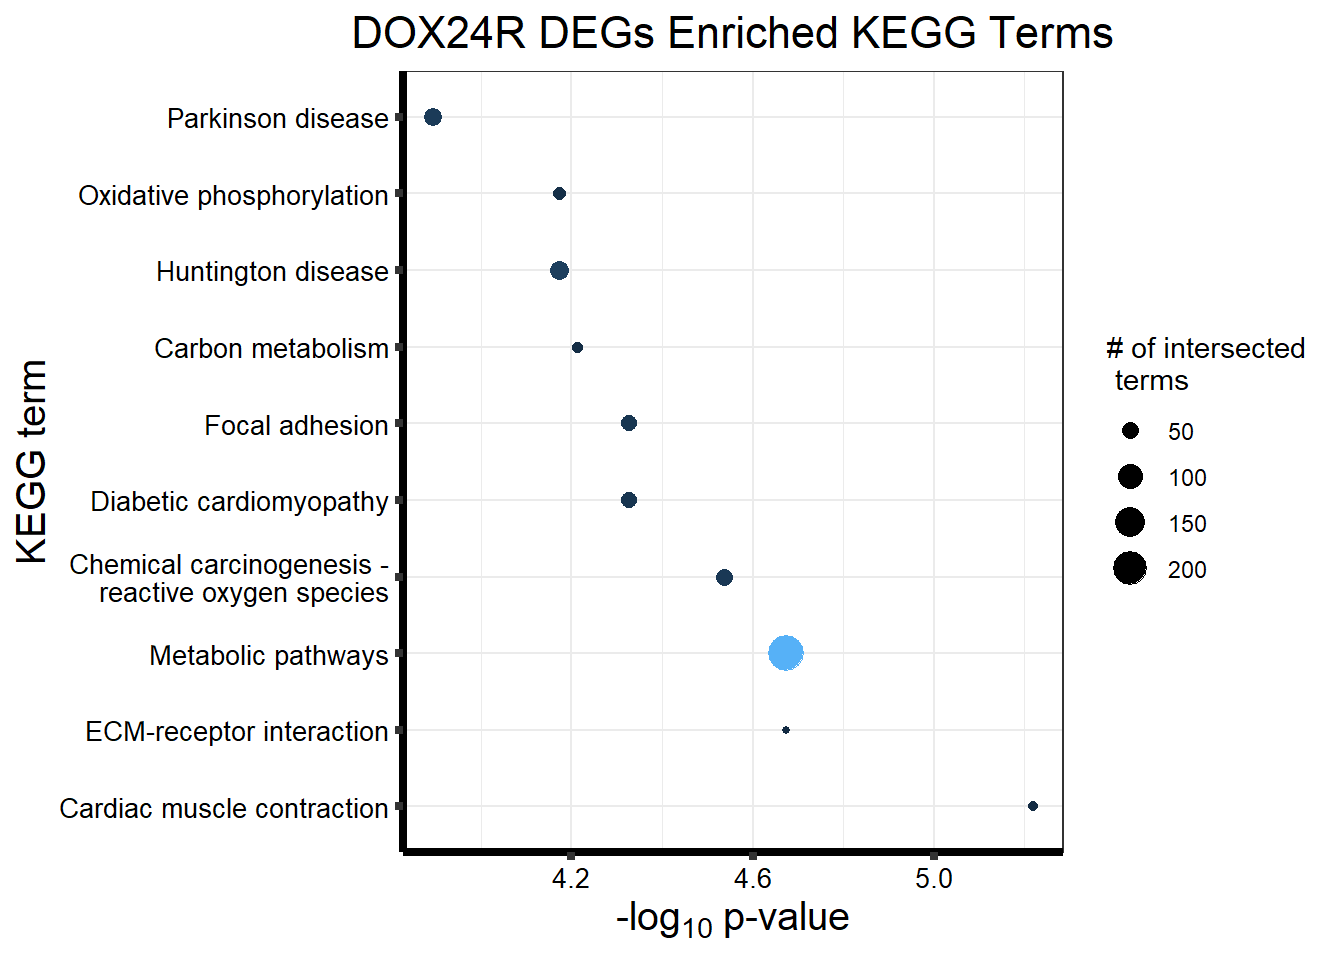 DOX24R DEGs Enriched KEGG Terms
KEGG term
Parkinson disease
Oxidative phosphorylation
Huntington disease
Carbon metabolism
Focal adhesion
Diabetic cardiomyopathy
Chemical carcinogenesis -
reactive oxygen species
Metabolic pathways
ECM-receptor interaction
Cardiac muscle contraction
4.2 4.6 5.0
-log10 p-value
# of intersected
terms
50
100
150
200